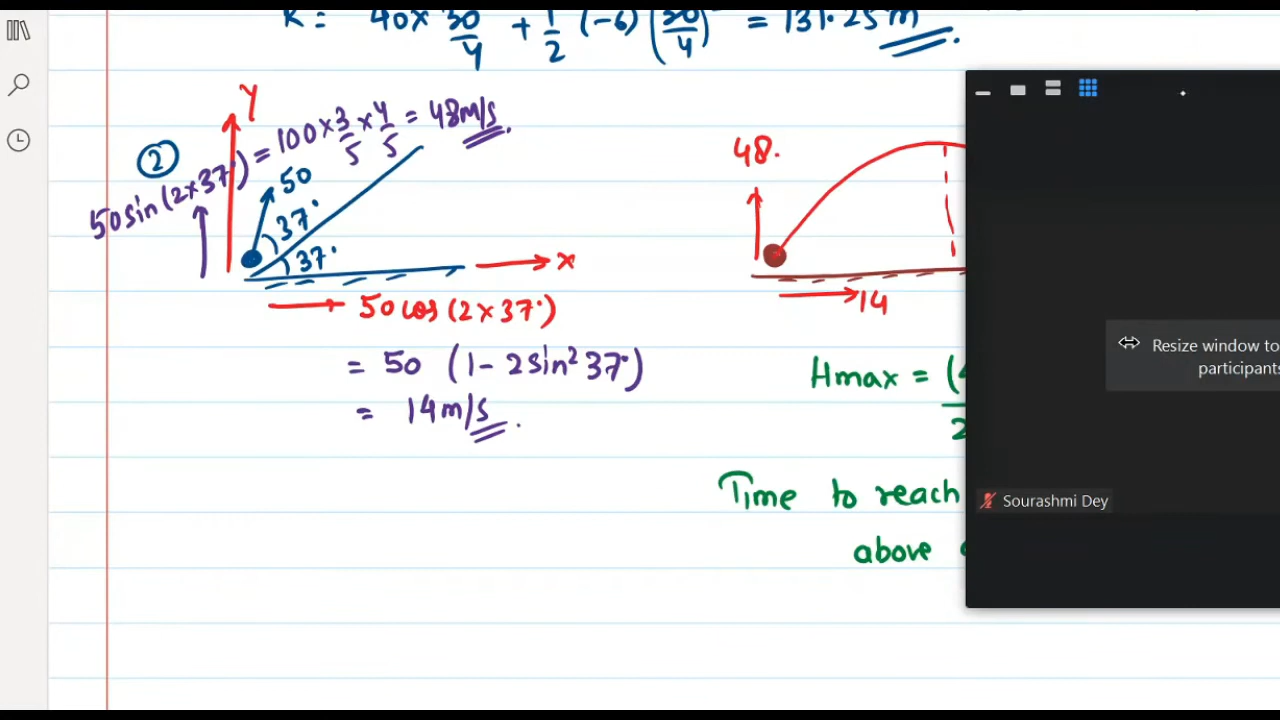 R = 40 × 30/4 + 1/2 (-6) (30/4) = 131.25 m
Y
②
50 sin (2×37°) = 100 × 3/5 × 4/5 = 48 m/s.
50
37°
37°
x
50 cos (2×37°)
= 50 (1 - 2 sin² 37°)
= 14 m/s.
48.
14
Hmax = (4
2
Time to reach
above
Resize window to
participants
Sourashmi Dey